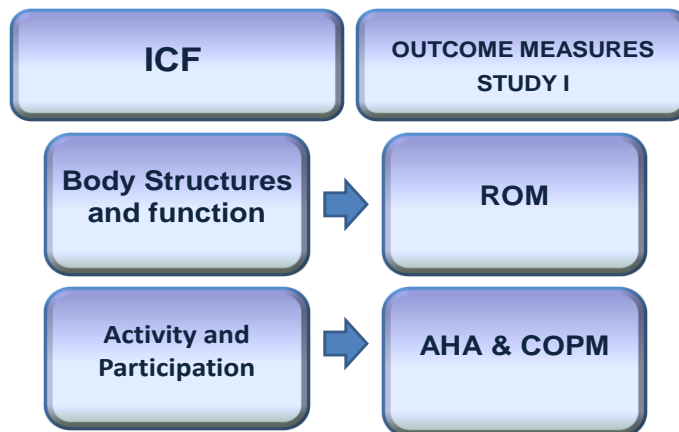 ICF
OUTCOME MEASURES
STUDY I
Body Structures
and function
ROM
Activity and
Participation
AHA & COPM